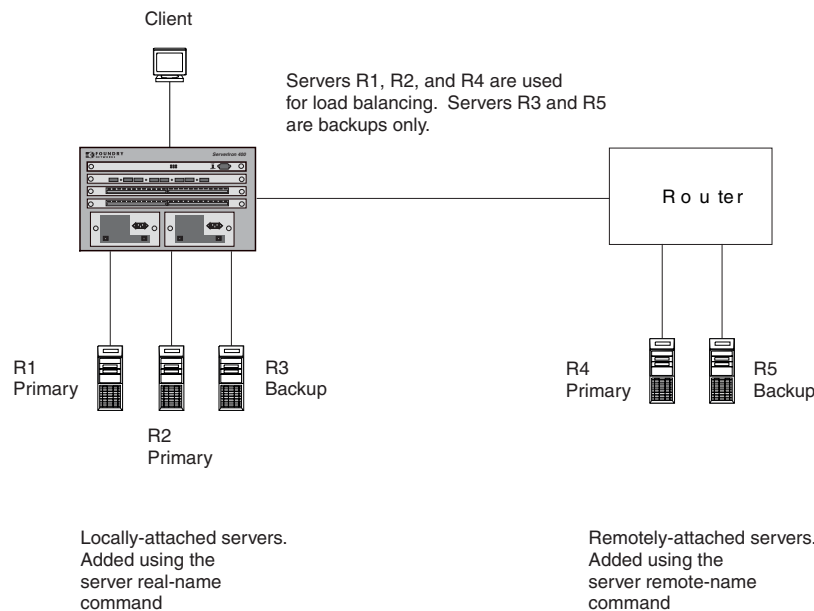 Client
Servers R1, R2, and R4 are used
for load balancing.  Servers R3 and R5
are backups only.
FOUNDRY
NETWORKS
ServerIron 400
Router
R1
Primary
R2
Primary
R3
Backup
R4
Primary
R5
Backup
Locally-attached servers.
Added using the
server real-name
command
Remotely-attached servers.
Added using the
server remote-name
command